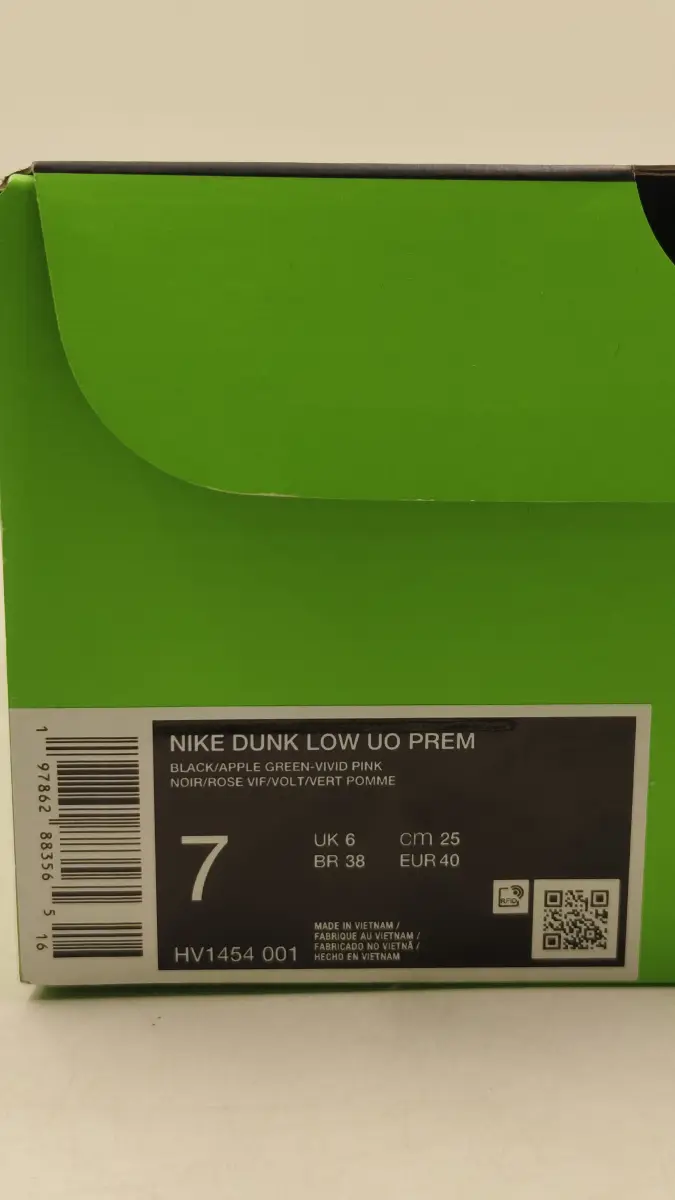 NIKE DUNK LOW UO PREM
BLACK/APPLE GREEN-VIVID PINK
NOIR/ROSE VIF/VOLT/VERT POMME
7
UK 6 cm 25
BR 38 EUR 40
RFID
HV1454 001
MADE IN VIETNAM /
FABRIQUE AU VIETNAM /
FABRICADO NO VIETNÃ /
HECHO EN VIETNAM
1 97862 88356 5 16